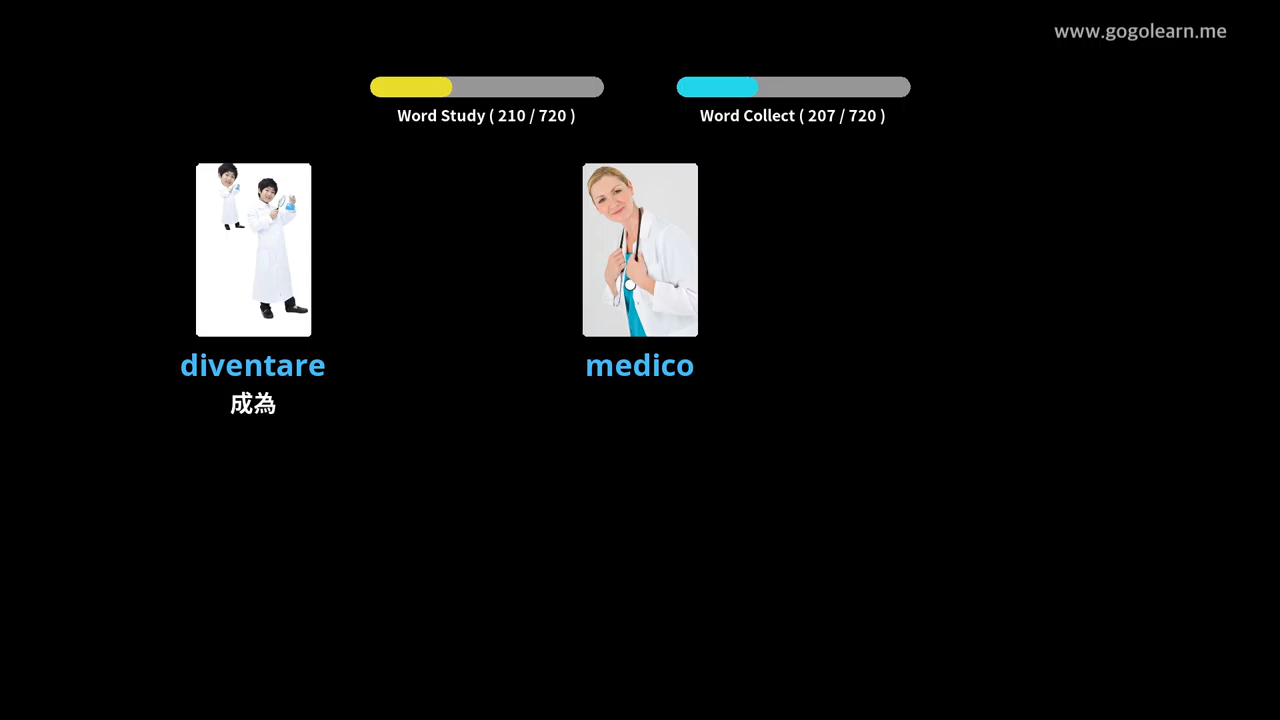 www.gogolearn.me
Word Study ( 210 / 720 )
Word Collect ( 207 / 720 )
diventare
medico
成為